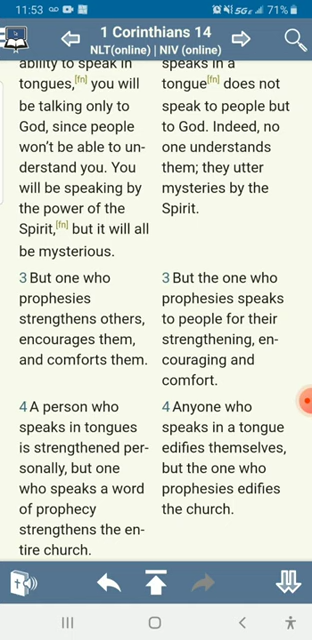 11:53
5GE
71%
1 Corinthians 14
NLT(online) | NIV (online)
ability to speak in
tongues,[fn] you will
be talking only to
God, since people
won't be able to un-
derstand you. You
will be speaking by
the power of the
Spirit,[fn] but it will all
be mysterious.
3 But one who
prophesies
strengthens others,
encourages them,
and comforts them.
4 A person who
speaks in tongues
is strengthened per-
sonally, but one
who speaks a word
of prophecy
strengthens the en-
tire church.
speaks in a
tongue[fn] does not
speak to people but
to God. Indeed, no
one understands
them; they utter
mysteries by the
Spirit.
3 But the one who
prophesies speaks
to people for their
strengthening, en-
couraging and
comfort.
4 Anyone who
speaks in a tongue
edifies themselves,
but the one who
prophesies edifies
the church.